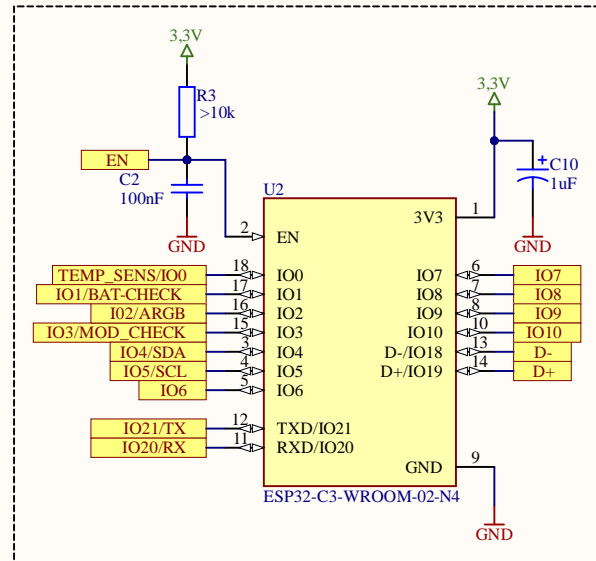 3,3V
R3
>10k
3,3V
EN
C2
100nF
GND
C10
1uF
GND
U2
3V3 1
2 EN
TEMP_SENS/IO0 18 IO0 IO7 6 IO7
IO1/BAT-CHECK 17 IO1 IO8 7 IO8
I02/ARGB 16 IO2 IO9 8 IO9
IO3/MOD_CHECK 15 IO3 IO10 10 IO10
IO4/SDA 3 IO4 D-/IO18 13 D-
IO5/SCL 4 IO5 D+/IO19 14 D+
IO6 5 IO6
IO21/TX 12 TXD/IO21
IO20/RX 11 RXD/IO20
GND 9
ESP32-C3-WROOM-02-N4
GND